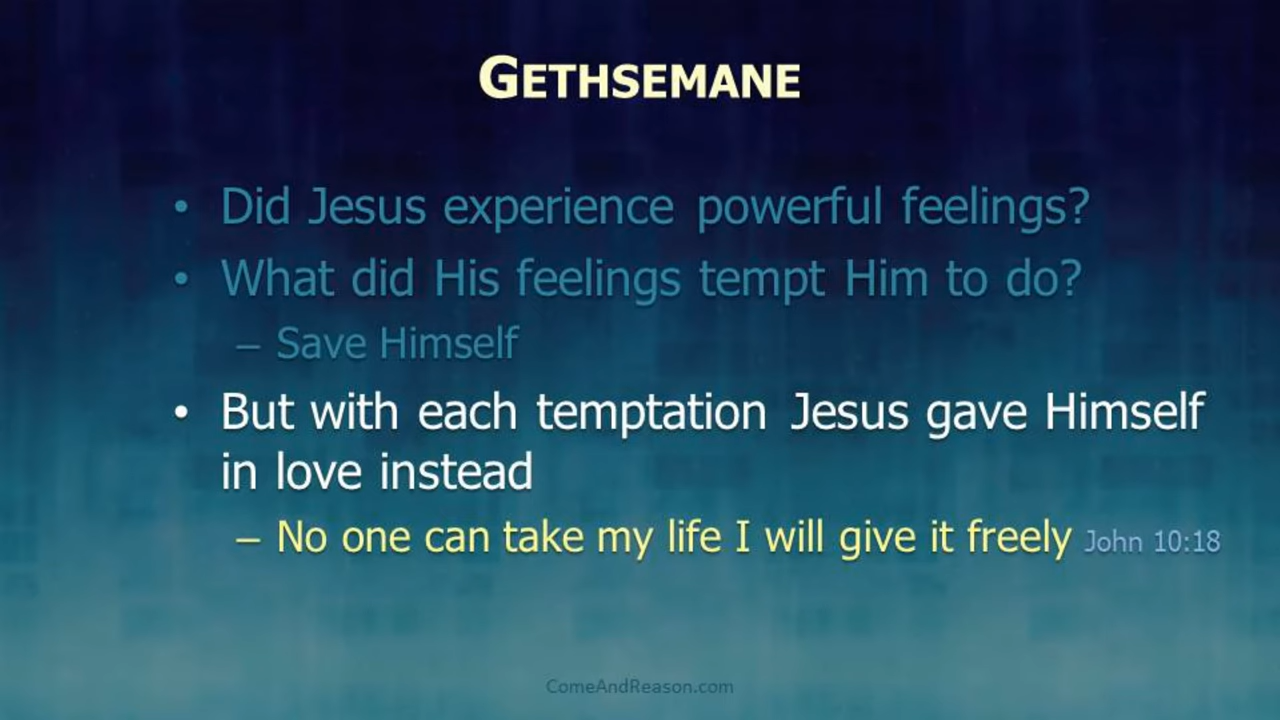 GETHSEMANE
• Did Jesus experience powerful feelings?
• What did His feelings tempt Him to do?
– Save Himself
• But with each temptation Jesus gave Himself
in love instead
– No one can take my life I will give it freely John 10:18
ComeAndReason.com